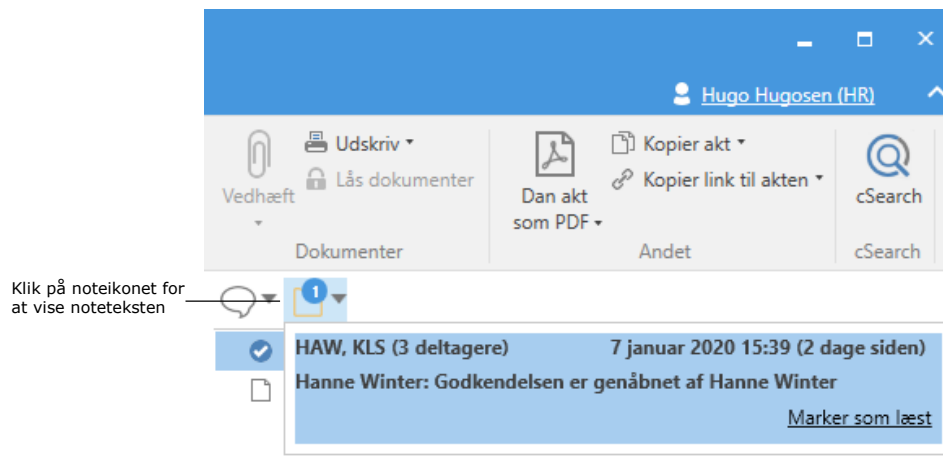 Hugo Hugosen (HR)
Vedhæft
Udskriv
Lås dokumenter
Dan akt
som PDF
Kopier akt
Kopier link til akten
cSearch
Dokumenter
Andet
cSearch
Klik på noteikonet for
at vise noteteksten
1
HAW, KLS (3 deltagere) 7 januar 2020 15:39 (2 dage siden)
Hanne Winter: Godkendelsen er genåbnet af Hanne Winter
Marker som læst